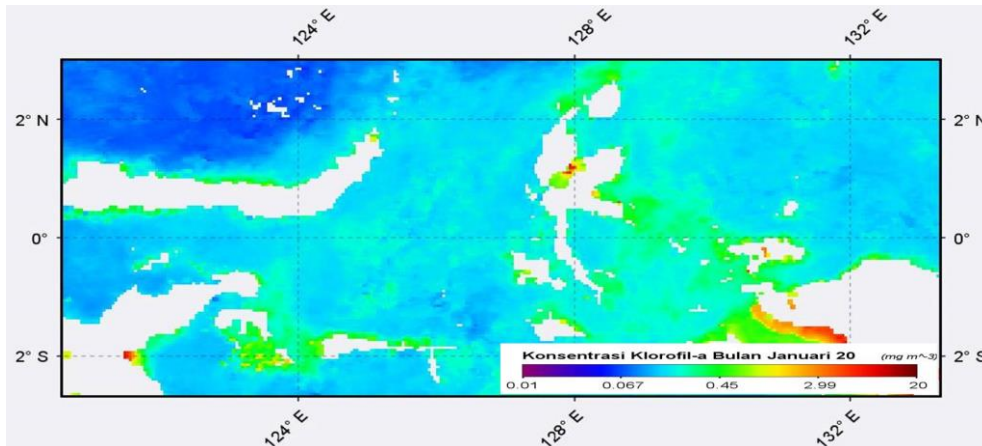 124° E 128° E 132° E
2° N 2° N
0° 0°
2° S 2° S
Konsentrasi Klorofil-a Bulan Januari 20 (mg m^-3)
0.01 0.067 0.45 2.99 20
124° E 128° E 132° E